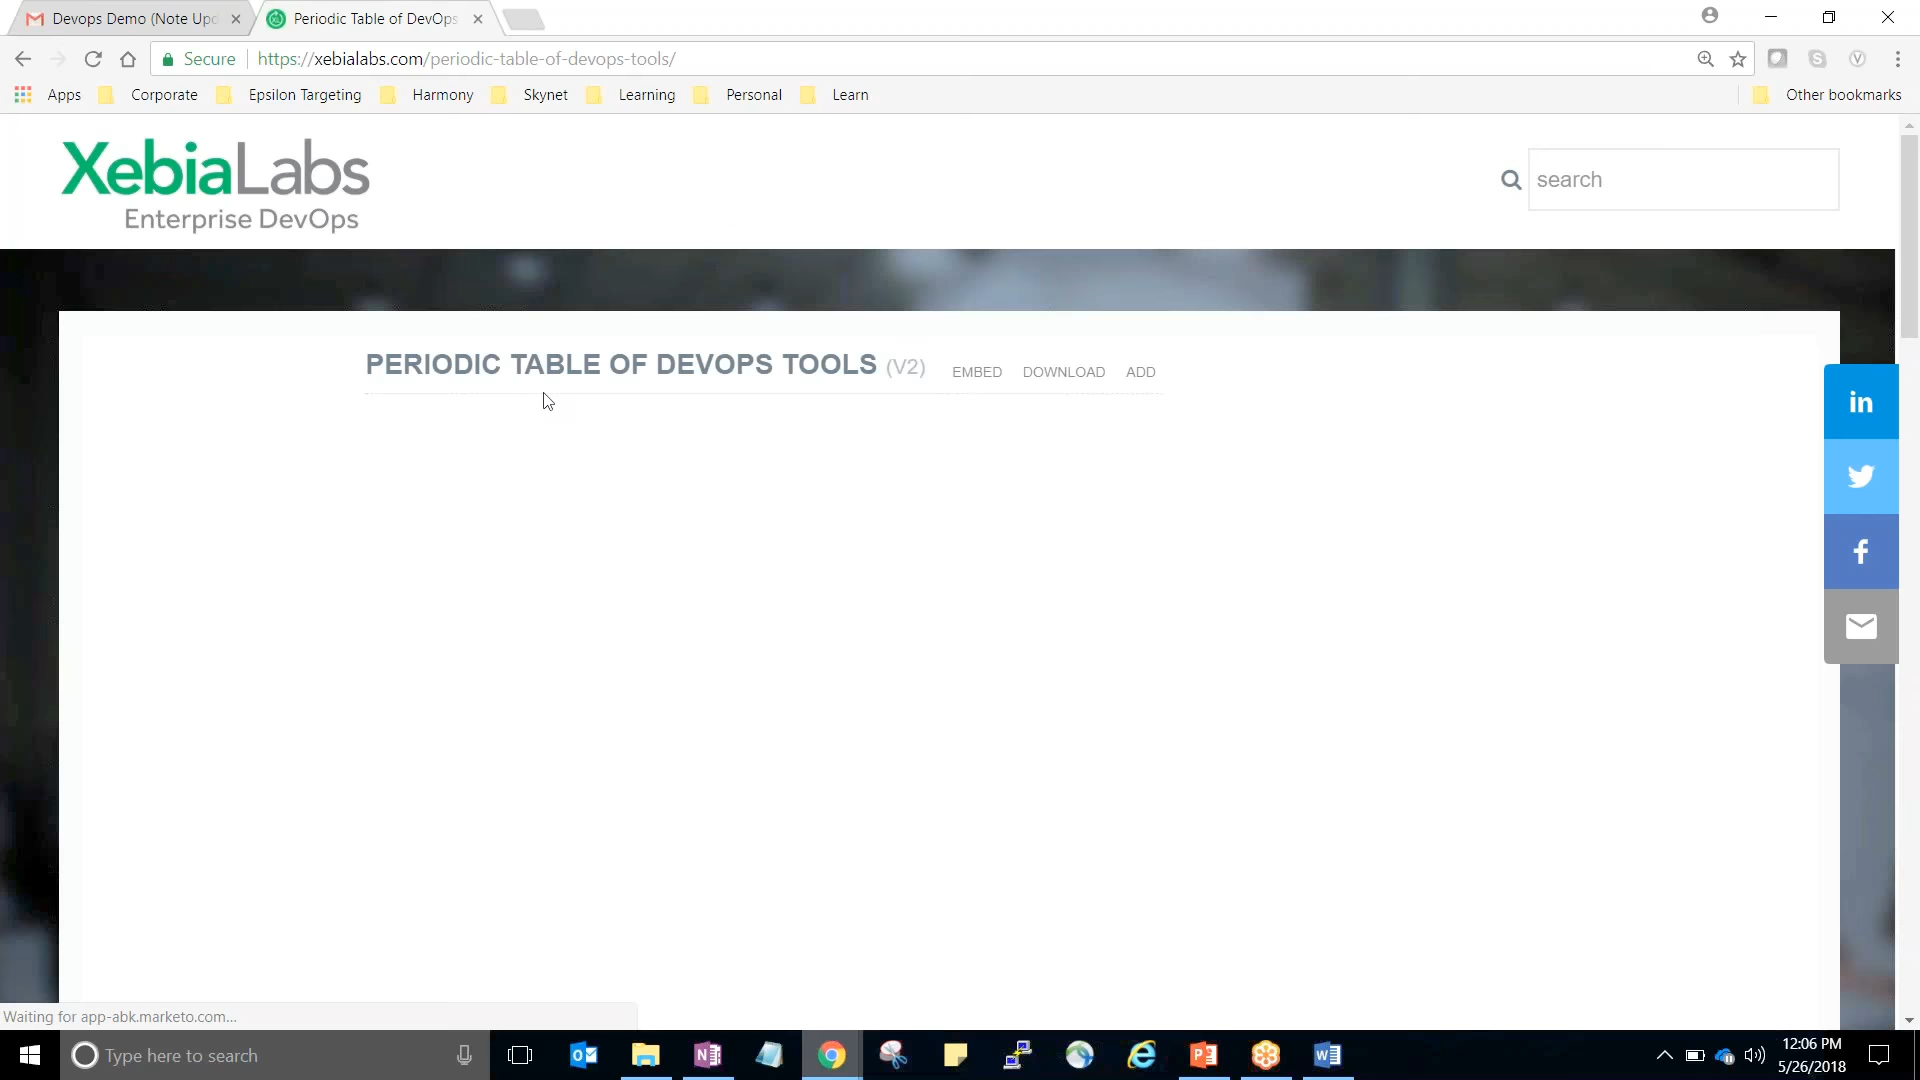 Devops Demo (Note Upd
Periodic Table of DevOps
Secure
https://xebialabs.com/periodic-table-of-devops-tools/
Apps
Corporate
Epsilon Targeting
Harmony
Skynet
Learning
Personal
Learn
Other bookmarks
XebiaLabs
Enterprise DevOps
search
PERIODIC TABLE OF DEVOPS TOOLS (V2)
EMBED
DOWNLOAD
ADD
in
Waiting for app-abk.marketo.com...
Type here to search
12:06 PM
5/26/2018